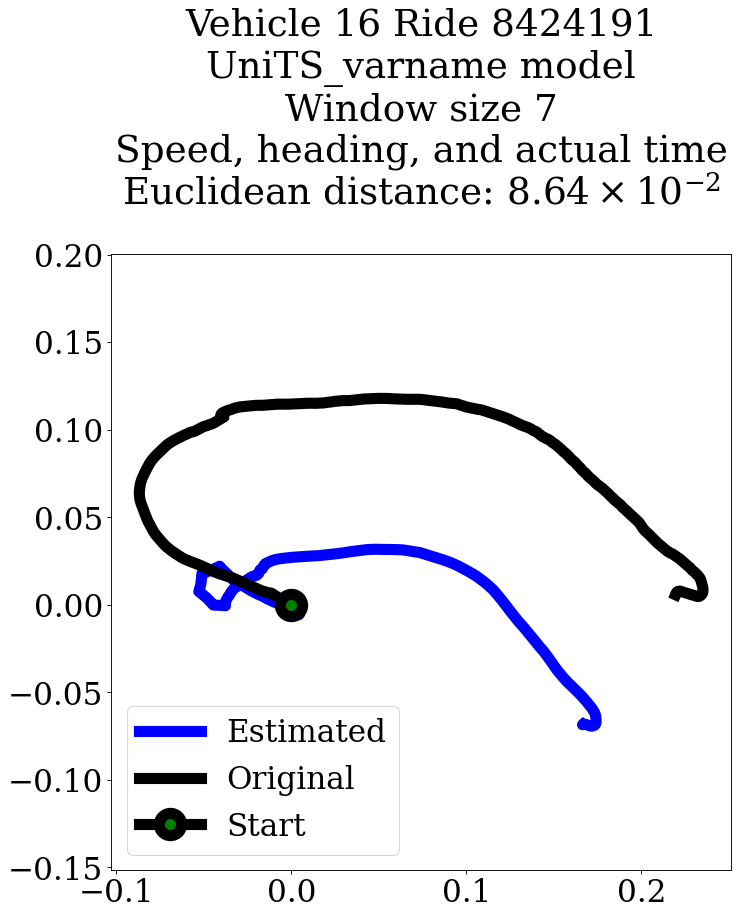 Vehicle 16 Ride 8424191
UniTS_varname model
Window size 7
Speed, heading, and actual time
Euclidean distance: 8.64 × 10⁻²
0.20
0.15
0.10
0.05
0.00
−0.05
−0.10
−0.15
Estimated
Original
Start
−0.1
0.0
0.1
0.2